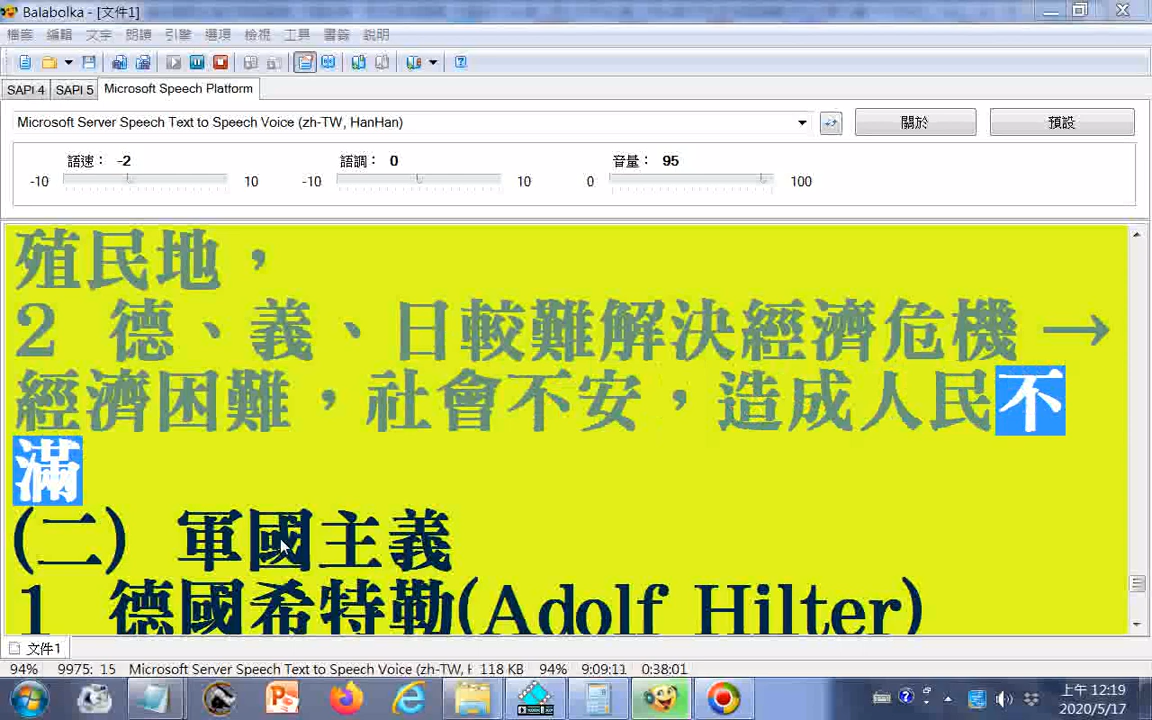 Balabolka - [文件1]
檔案 編輯 文字 朗讀 引擎 選項 檢視 工具 書籤 說明
SAPI 4 SAPI 5 Microsoft Speech Platform
Microsoft Server Speech Text to Speech Voice (zh-TW, HanHan) 關於 預設
語速： -2 語調： 0 音量： 95
-10 10 -10 10 0 100
殖民地，
2 德、義、日較難解決經濟危機→
經濟困難，社會不安，造成人民不
滿
(二) 軍國主義
1 德國希特勒(Adolf Hilter)
文件1
94% 9975: 15 Microsoft Server Speech Text to Speech Voice (zh-TW, H 118 KB 94% 9:09:11 0:38:01
上午 12:19
2020/5/17